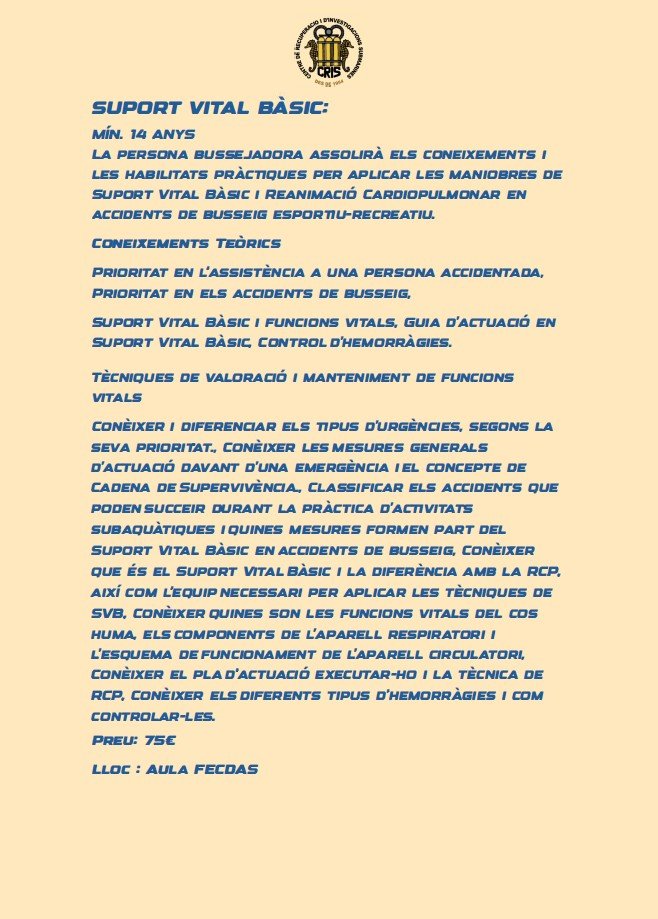 CENTRE DE RECUPERACIÓ I D'INVESTIGACIONS SUBMARINES
CRIS
DES DE 1954
SUPORT VITAL BÀSIC:
MÍN. 14 ANYS
LA PERSONA BUSSEJADORA ASSOLIRÀ ELS CONEIXEMENTS I
LES HABILITATS PRÀCTIQUES PER APLICAR LES MANIOBRES DE
SUPORT VITAL BÀSIC I REANIMACIÓ CARDIOPULMONAR EN
ACCIDENTS DE BUSSEIG ESPORTIU-RECREATIU.
CONEIXEMENTS TEÒRICS
PRIORITAT EN L'ASSISTÈNCIA A UNA PERSONA ACCIDENTADA,
PRIORITAT EN ELS ACCIDENTS DE BUSSEIG,
SUPORT VITAL BÀSIC I FUNCIONS VITALS, GUIA D'ACTUACIÓ EN
SUPORT VITAL BÀSIC, CONTROL D'HEMORRÀGIES.
TÈCNIQUES DE VALORACIÓ I MANTENIMENT DE FUNCIONS
VITALS
CONÈIXER I DIFERENCIAR ELS TIPUS D'URGÈNCIES, SEGONS LA
SEVA PRIORITAT., CONÈIXER LES MESURES GENERALS
D'ACTUACIÓ DAVANT D'UNA EMERGÈNCIA I EL CONCEPTE DE
CADENA DE SUPERVIVÈNCIA., CLASSIFICAR ELS ACCIDENTS QUE
PODEN SUCCEIR DURANT LA PRÀCTICA D'ACTIVITATS
SUBAQUÀTIQUES I QUINES MESURES FORMEN PART DEL
SUPORT VITAL BÀSIC EN ACCIDENTS DE BUSSEIG, CONÈIXER
QUE ÉS EL SUPORT VITAL BÀSIC I LA DIFERÈNCIA AMB LA RCP,
AIXÍ COM L'EQUIP NECESSARI PER APLICAR LES TÈCNIQUES DE
SVB, CONÈIXER QUINES SON LES FUNCIONS VITALS DEL COS
HUMA, ELS COMPONENTS DE L'APARELL RESPIRATORI I
L'ESQUEMA DE FUNCIONAMENT DE L'APARELL CIRCULATORI,
CONÈIXER EL PLA D'ACTUACIÓ EXECUTAR-HO I LA TÈCNICA DE
RCP, CONÈIXER ELS DIFERENTS TIPUS D'HEMORRÀGIES I COM
CONTROLAR-LES.
PREU: 75€
LLOC : AULA FECDAS